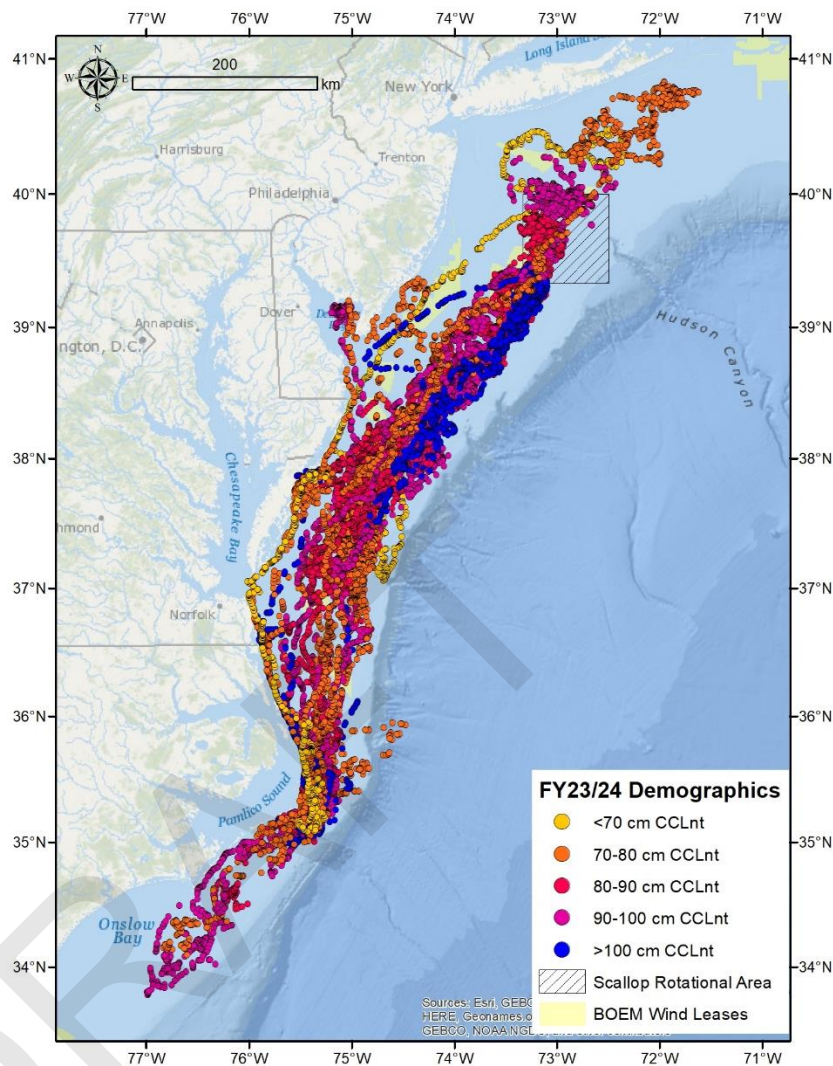 77°W 76°W 75°W 74°W 73°W 72°W 71°W
41°N 41°N
N
W E
S
200
km
Long Island
New York
Harrisburg
Trenton
40°N 40°N
Philadelphia
39°N 39°N
Dover
Annapolis
ngton, D.C.
Hudson Canyon
38°N 38°N
Chesapeake Bay
hmond
37°N 37°N
Norfolk
36°N 36°N
Pamlico Sound
35°N 35°N
Onslow
Bay
34°N 34°N
FY23/24 Demographics
<70 cm CCLnt
70-80 cm CCLnt
80-90 cm CCLnt
90-100 cm CCLnt
>100 cm CCLnt
Scallop Rotational Area
BOEM Wind Leases
Sources: Esri, GEBC
HERE, Geonames.o
GEBCO, NOAA NGD
77°W 76°W 75°W 74°W 73°W 72°W 71°W
DRAFT